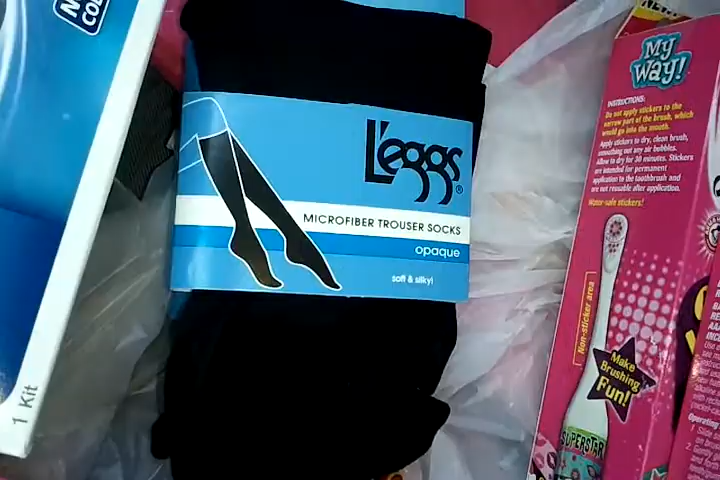 1 Kit
L'eggs®
MICROFIBER TROUSER SOCKS
opaque
soft & silky!
My
Way!
INSTRUCTIONS:
Do not apply stickers to the
narrow part of the brush, which
would go into the mouth.
Apply stickers to dry, clean brush,
smoothing out any air bubbles.
Allow to dry for 30 minutes. Stickers
are intended for permanent
application to the toothbrush and
are not reusable after application.
Water-safe stickers!
Non-sticker area
Make
Brushing
Fun!
SUPERSTAR
Operating